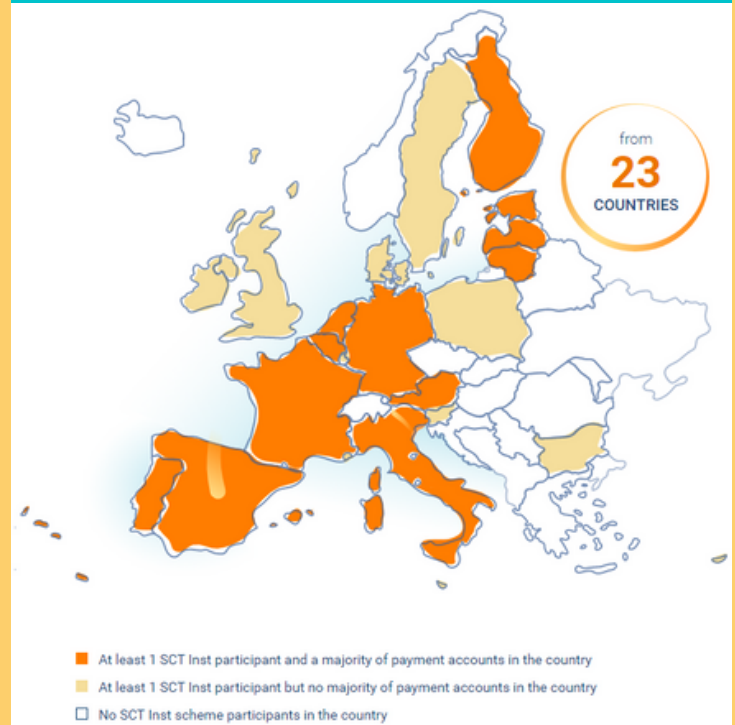 from
23
COUNTRIES
At least 1 SCT Inst participant and a majority of payment accounts in the country
At least 1 SCT Inst participant but no majority of payment accounts in the country
No SCT Inst scheme participants in the country